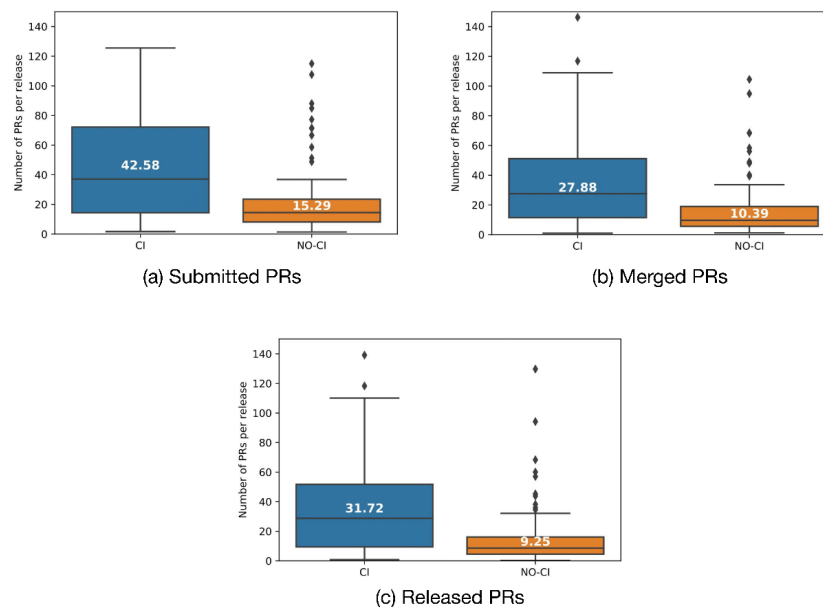 Number of PRs per release
140
120
100
80
60
40
20
0
42.58
15.29
CI
NO-CI
(a) Submitted PRs
Number of PRs per release
140
120
100
80
60
40
20
0
27.88
10.39
CI
NO-CI
(b) Merged PRs
Number of PRs per release
140
120
100
80
60
40
20
0
31.72
9.25
CI
NO-CI
(c) Released PRs